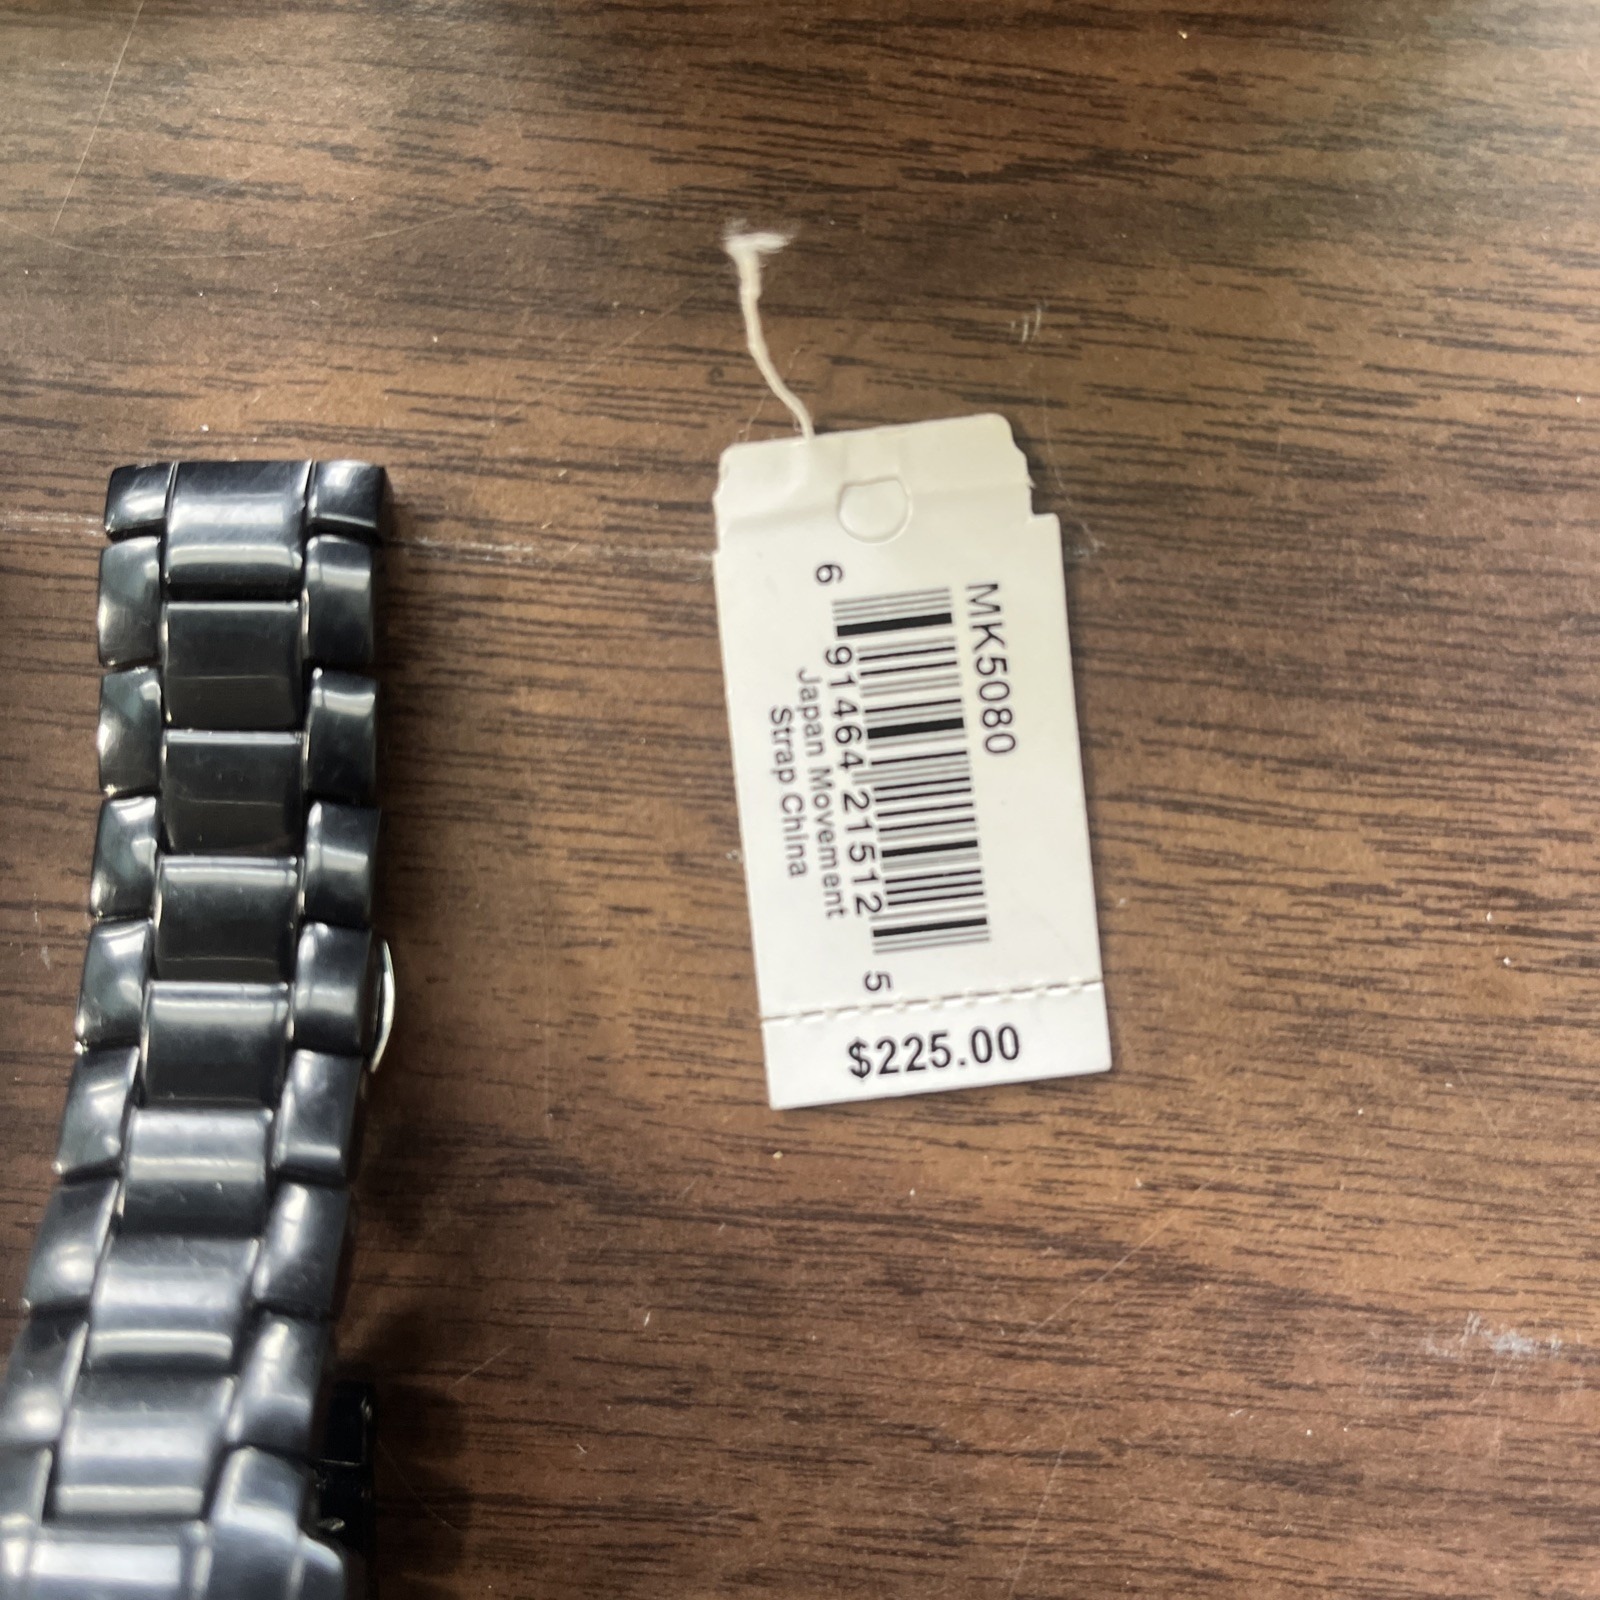 MK5080
6 91464 21512 5
Japan Movement
Strap China
$225.00